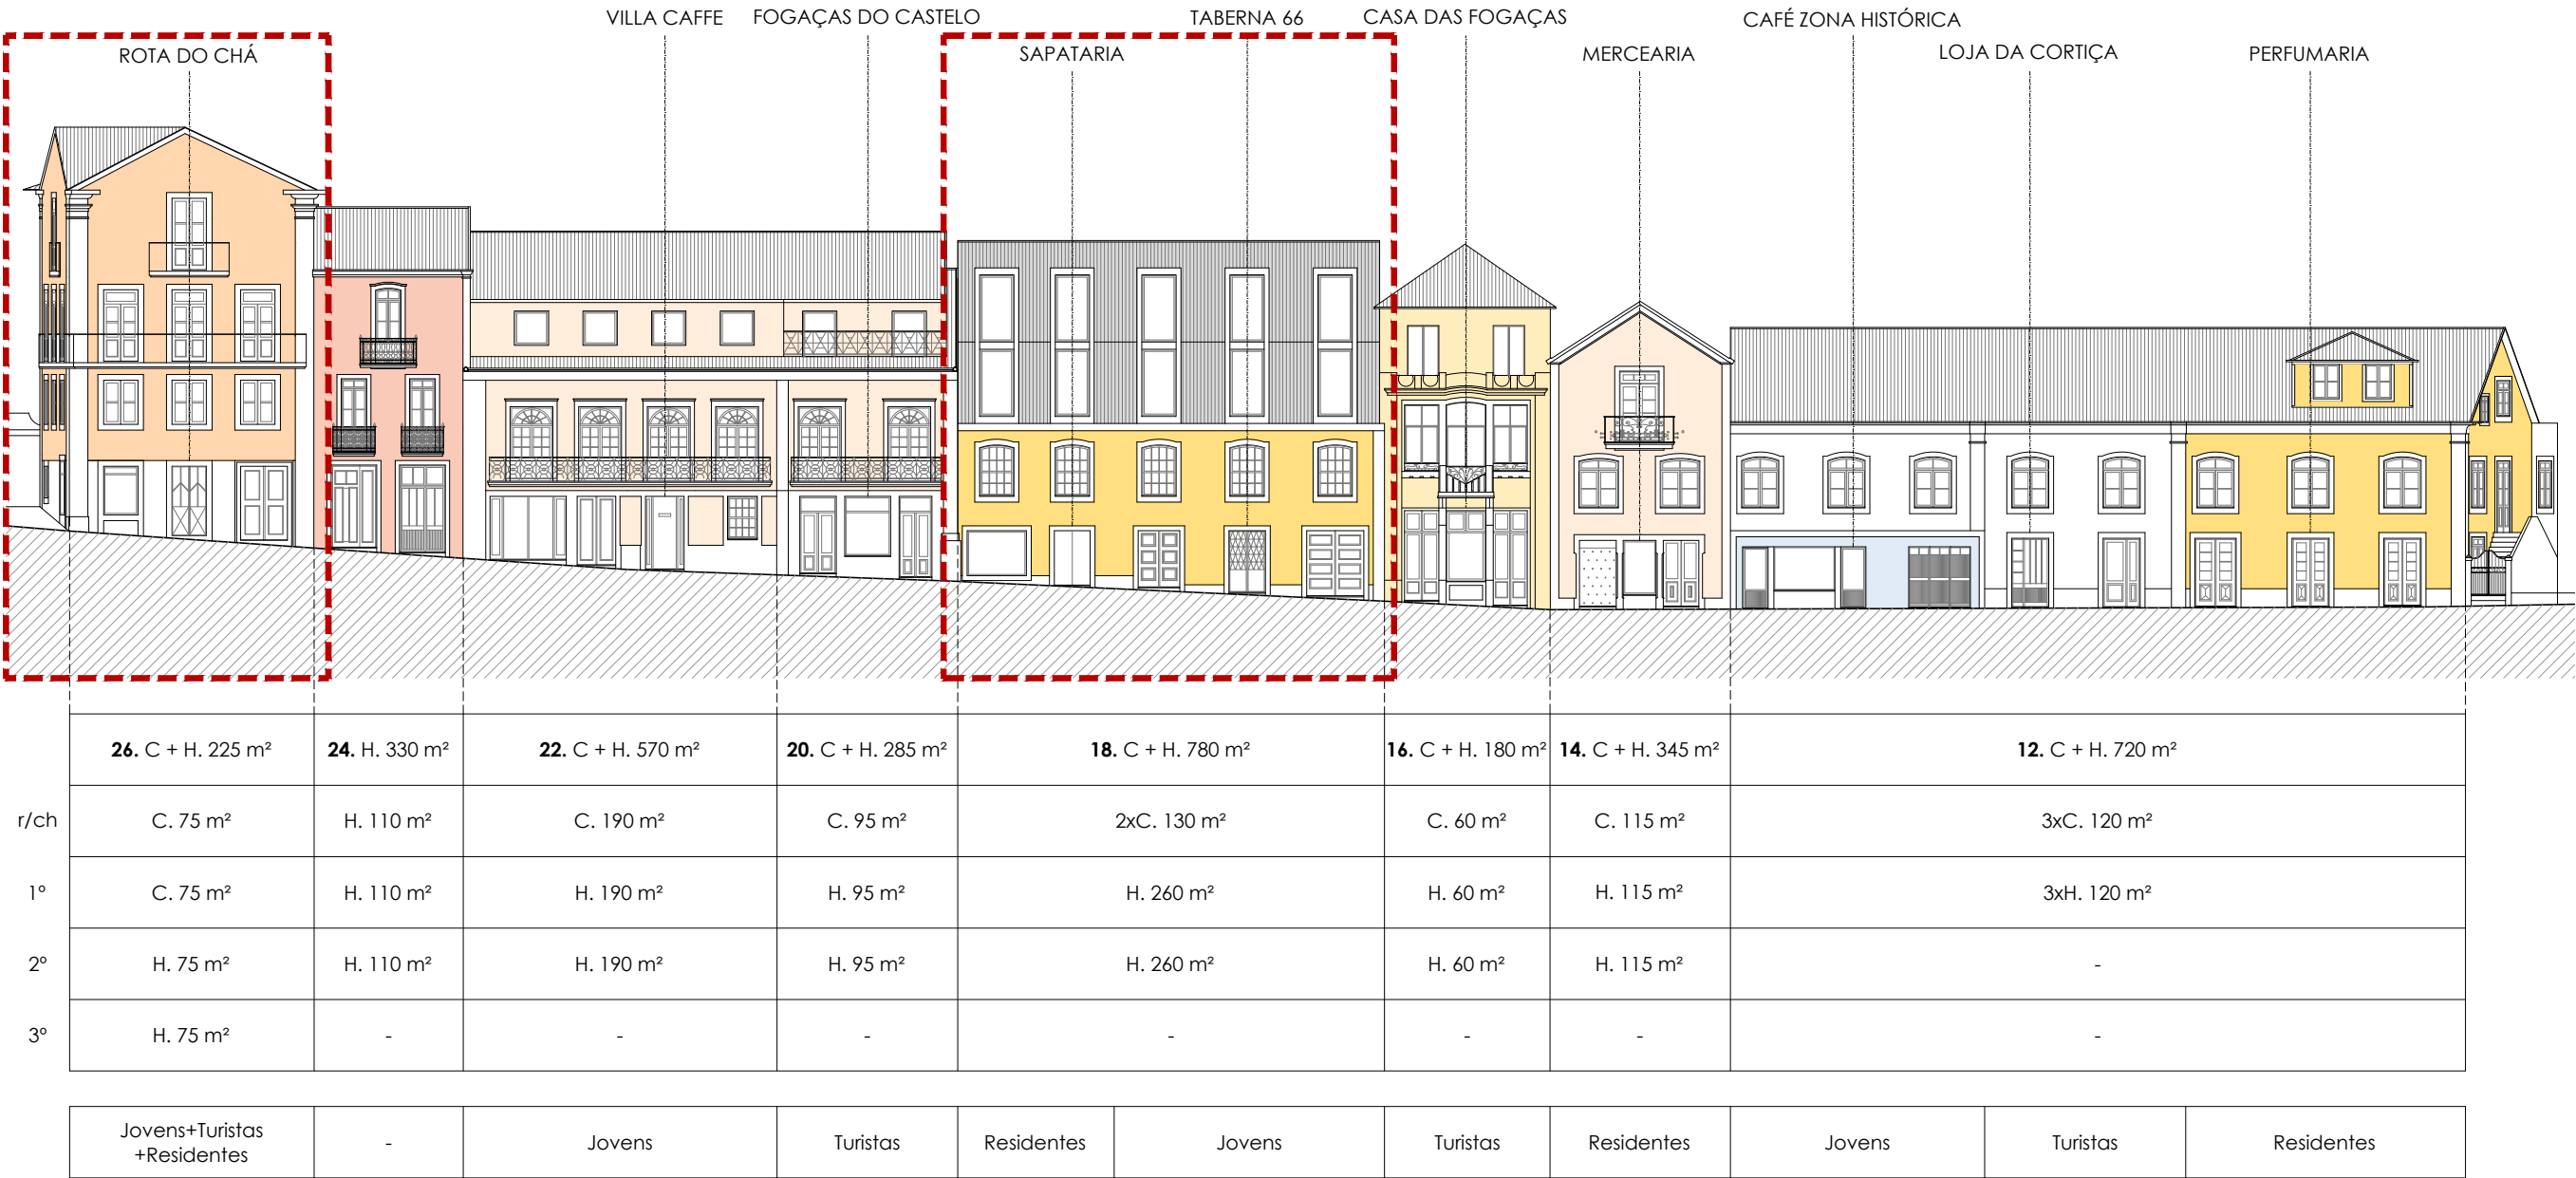 VILLA CAFFE FOGAÇAS DO CASTELO TABERNA 66 CASA DAS FOGAÇAS CAFÉ ZONA HISTÓRICA
ROTA DO CHÁ SAPATARIA MERCEARIA LOJA DA CORTIÇA PERFUMARIA
26. C + H. 225 m² 24. H. 330 m² 22. C + H. 570 m² 20. C + H. 285 m² 18. C + H. 780 m² 16. C + H. 180 m² 14. C + H. 345 m² 12. C + H. 720 m²
r/ch C. 75 m² H. 110 m² C. 190 m² C. 95 m² 2xC. 130 m² C. 60 m² C. 115 m² 3xC. 120 m²
1º C. 75 m² H. 110 m² H. 190 m² H. 95 m² H. 260 m² H. 60 m² H. 115 m² 3xH. 120 m²
2º H. 75 m² H. 110 m² H. 190 m² H. 95 m² H. 260 m² H. 60 m² H. 115 m² -
3º H. 75 m² - - - - - - -
Jovens+Turistas
+Residentes - Jovens Turistas Residentes Jovens Turistas Residentes Jovens Turistas Residentes